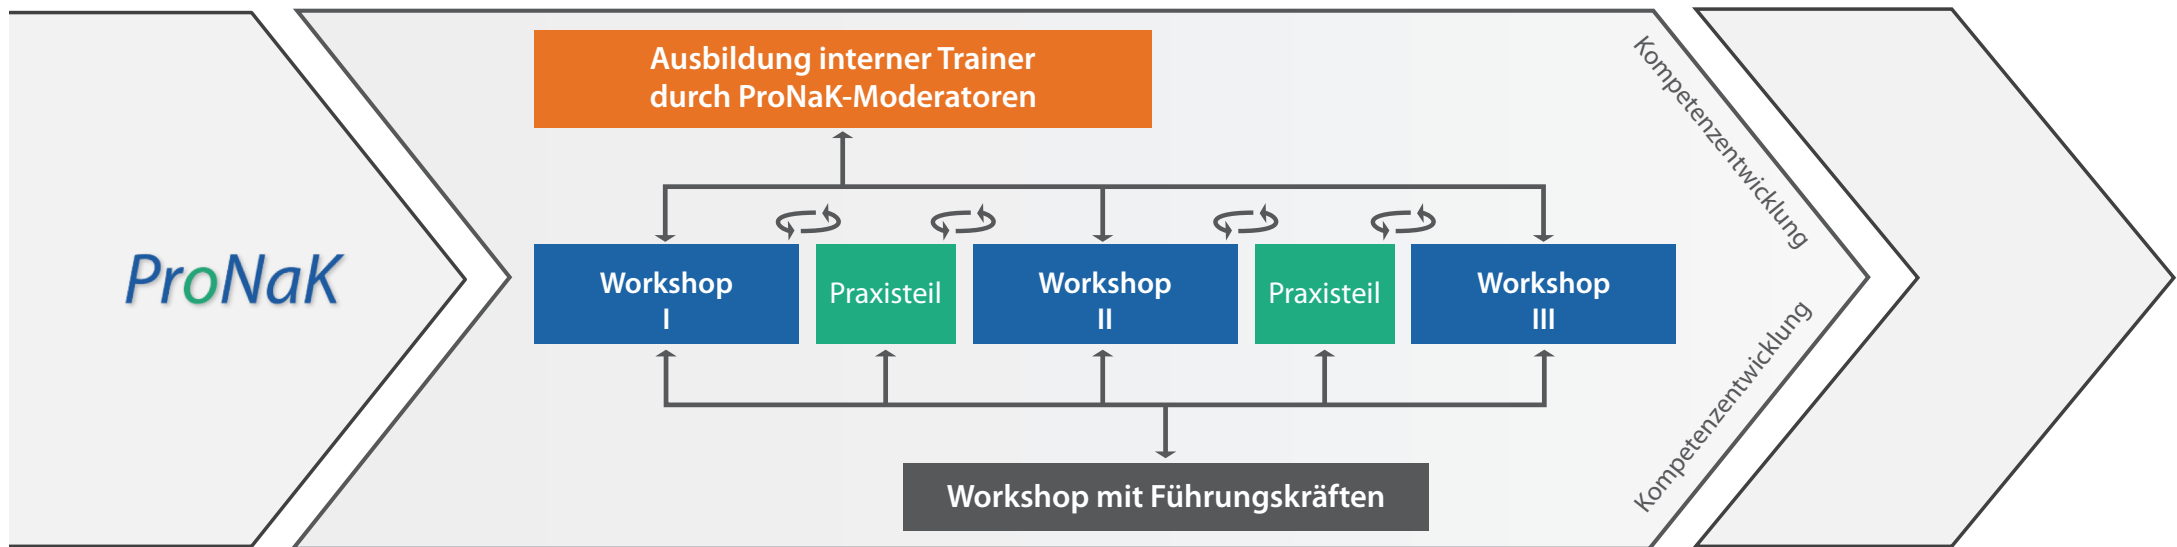 Ausbildung interner Trainer
durch ProNaK-Moderatoren
Kompetenzentwicklung
ProNaK
Workshop
I
Praxisteil
Workshop
II
Praxisteil
Workshop
III
Kompetenzentwicklung
Workshop mit Führungskräften